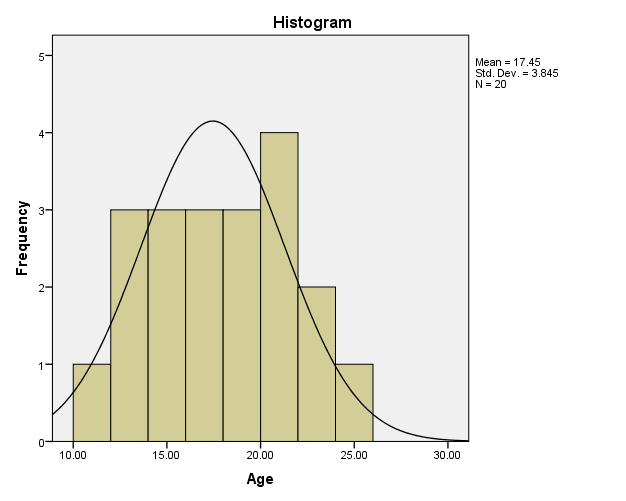 Histogram
Mean = 17.45
Std. Dev. = 3.845
N = 20
5
4
3
2
1
0
Frequency
10.00 15.00 20.00 25.00 30.00
Age